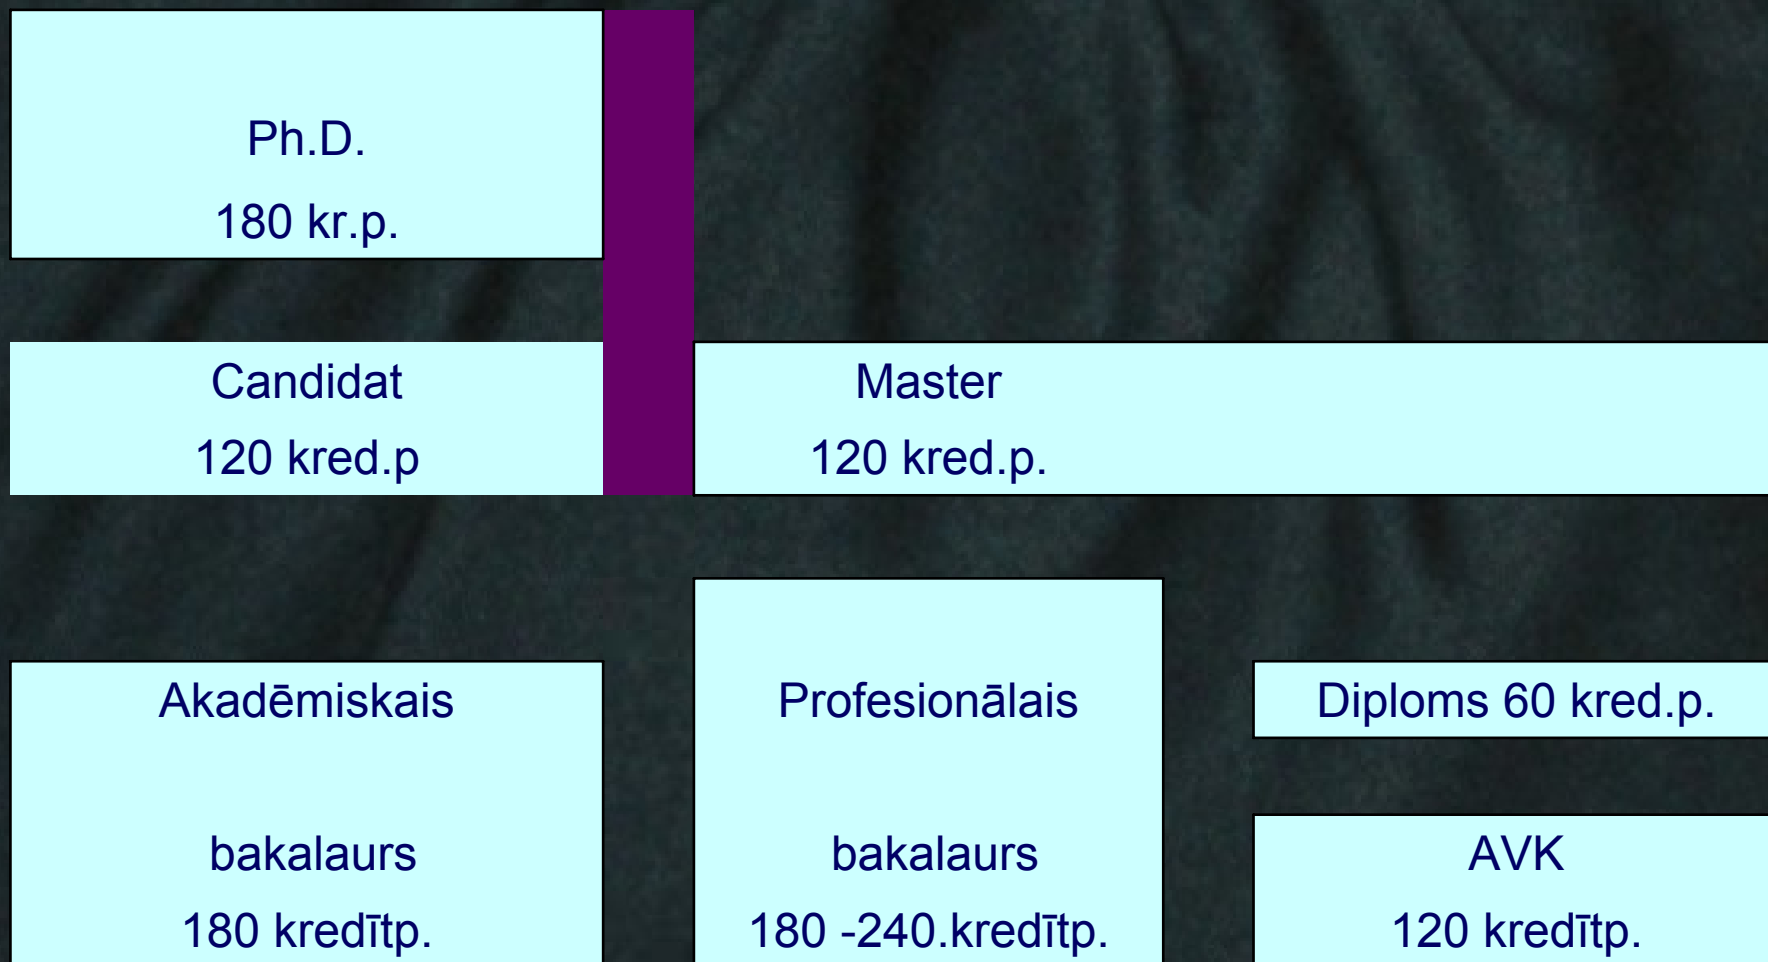 Ph.D.
180 kr.p.
Candidat
120 kred.p
Master
120 kred.p.
Akadēmiskais
bakalaurs
180 kredītp.
Profesionālais
bakalaurs
180 -240.kredītp.
Diploms 60 kred.p.
AVK
120 kredītp.